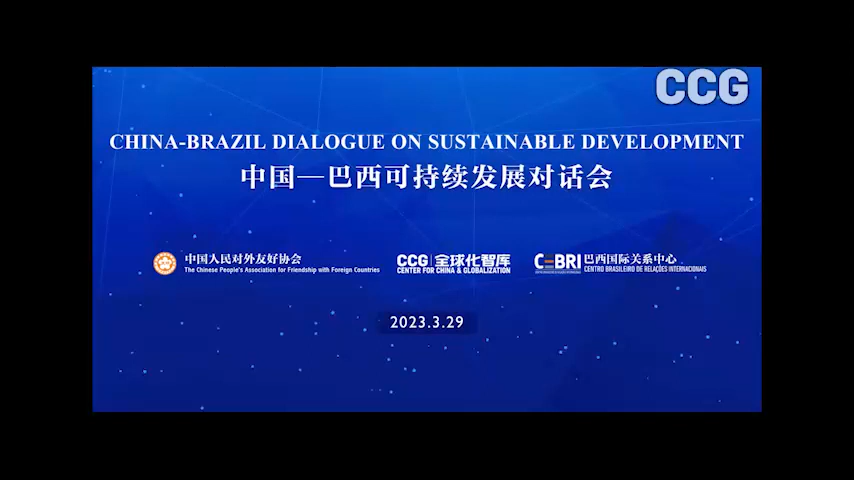 CCG
CHINA-BRAZIL DIALOGUE ON SUSTAINABLE DEVELOPMENT
中国—巴西可持续发展对话会
中国人民对外友好协会
The Chinese People's Association for Friendship with Foreign Countries
CCG | 全球化智库
CENTER FOR CHINA & GLOBALIZATION
CEBRI 巴西国际关系中心
CENTRO BRASILEIRO DE RELAÇÕES INTERNACIONAIS
2023.3.29